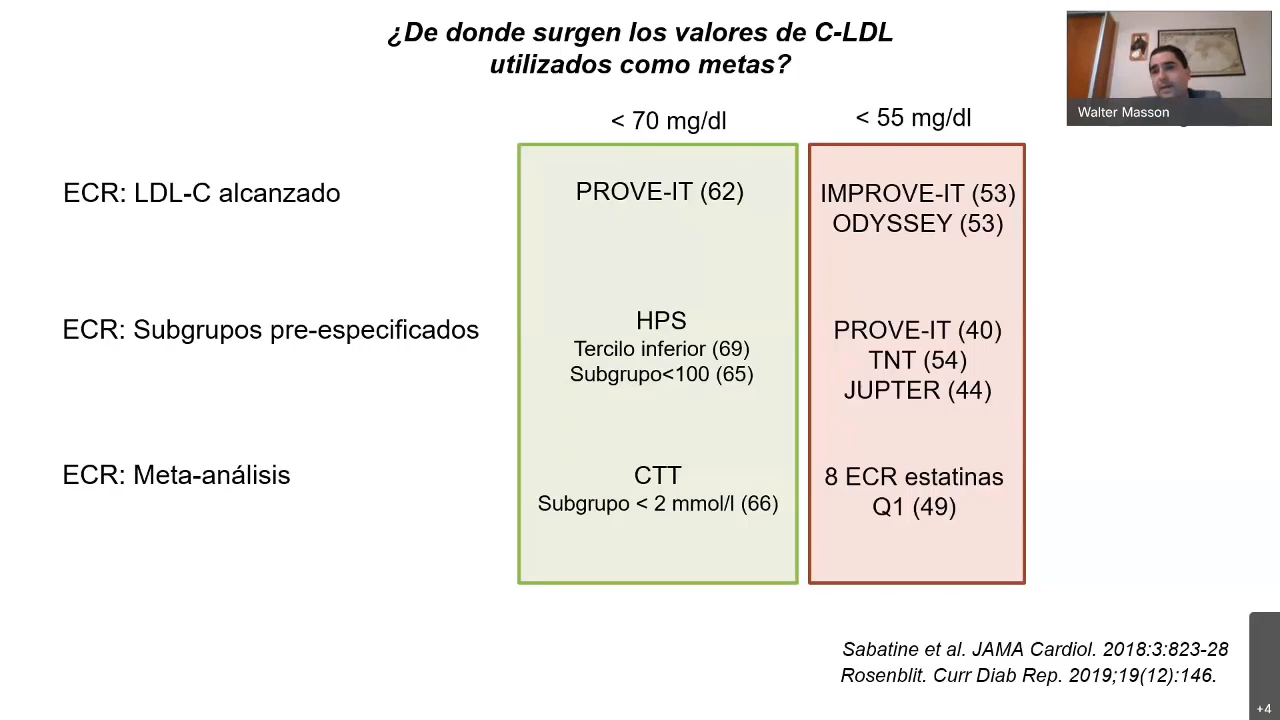 ¿De donde surgen los valores de C-LDL
utilizados como metas?
Walter Masson
< 70 mg/dl
< 55 mg/dl
ECR: LDL-C alcanzado
PROVE-IT (62)
IMPROVE-IT (53)
ODYSSEY (53)
ECR: Subgrupos pre-especificados
HPS
Tercilo inferior (69)
Subgrupo<100 (65)
PROVE-IT (40)
TNT (54)
JUPTER (44)
ECR: Meta-análisis
CTT
Subgrupo < 2 mmol/l (66)
8 ECR estatinas
Q1 (49)
Sabatine et al. JAMA Cardiol. 2018:3:823-28
Rosenblit. Curr Diab Rep. 2019;19(12):146.
+4